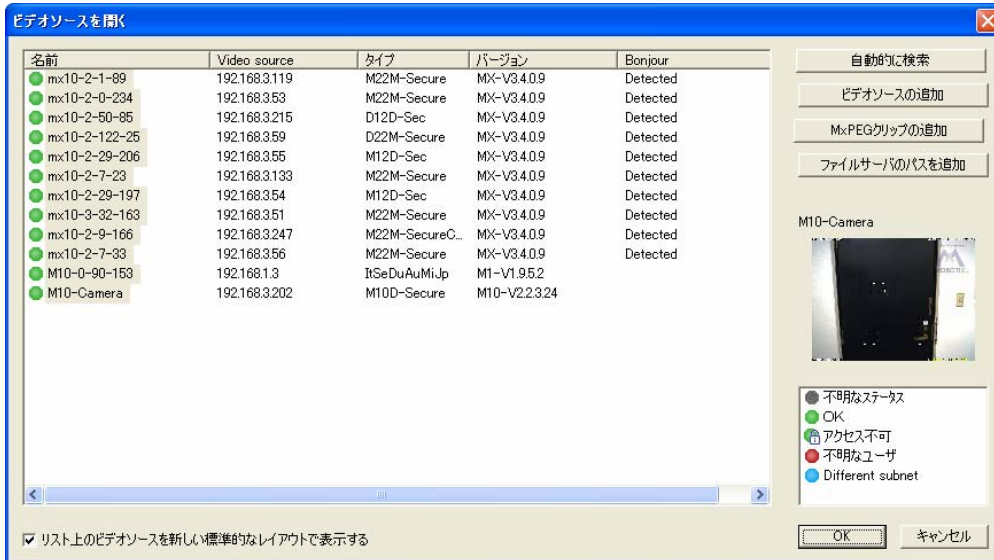 ビデオソースを開く
名前 Video source タイプ バージョン Bonjour
mx10-2-1-89 192.168.3.119 M22M-Secure MX-V3.4.0.9 Detected
mx10-2-0-234 192.168.3.53 M22M-Secure MX-V3.4.0.9 Detected
mx10-2-50-85 192.168.3.215 D12D-Sec MX-V3.4.0.9 Detected
mx10-2-122-25 192.168.3.59 D22M-Secure MX-V3.4.0.9 Detected
mx10-2-29-206 192.168.3.55 M12D-Sec MX-V3.4.0.9 Detected
mx10-2-7-23 192.168.3.133 M22M-Secure MX-V3.4.0.9 Detected
mx10-2-29-197 192.168.3.54 M12D-Sec MX-V3.4.0.9 Detected
mx10-3-32-163 192.168.3.51 M22M-Secure MX-V3.4.0.9 Detected
mx10-2-9-166 192.168.3.247 M22M-SecureC... MX-V3.4.0.9 Detected
mx10-2-7-33 192.168.3.56 M22M-Secure MX-V3.4.0.9 Detected
M10-0-90-153 192.168.1.3 ItSeDuAuMiJp M1-V1.9.5.2
M10-Camera 192.168.3.202 M10D-Secure M10-V2.2.3.24
リスト上のビデオソースを新しい標準的なレイアウトで表示する
自動的に検索
ビデオソースの追加
MxPEGクリップの追加
ファイルサーバのパスを追加
M10-Camera
不明なステータス
OK
アクセス不可
不明なユーザ
Different subnet
OK キャンセル